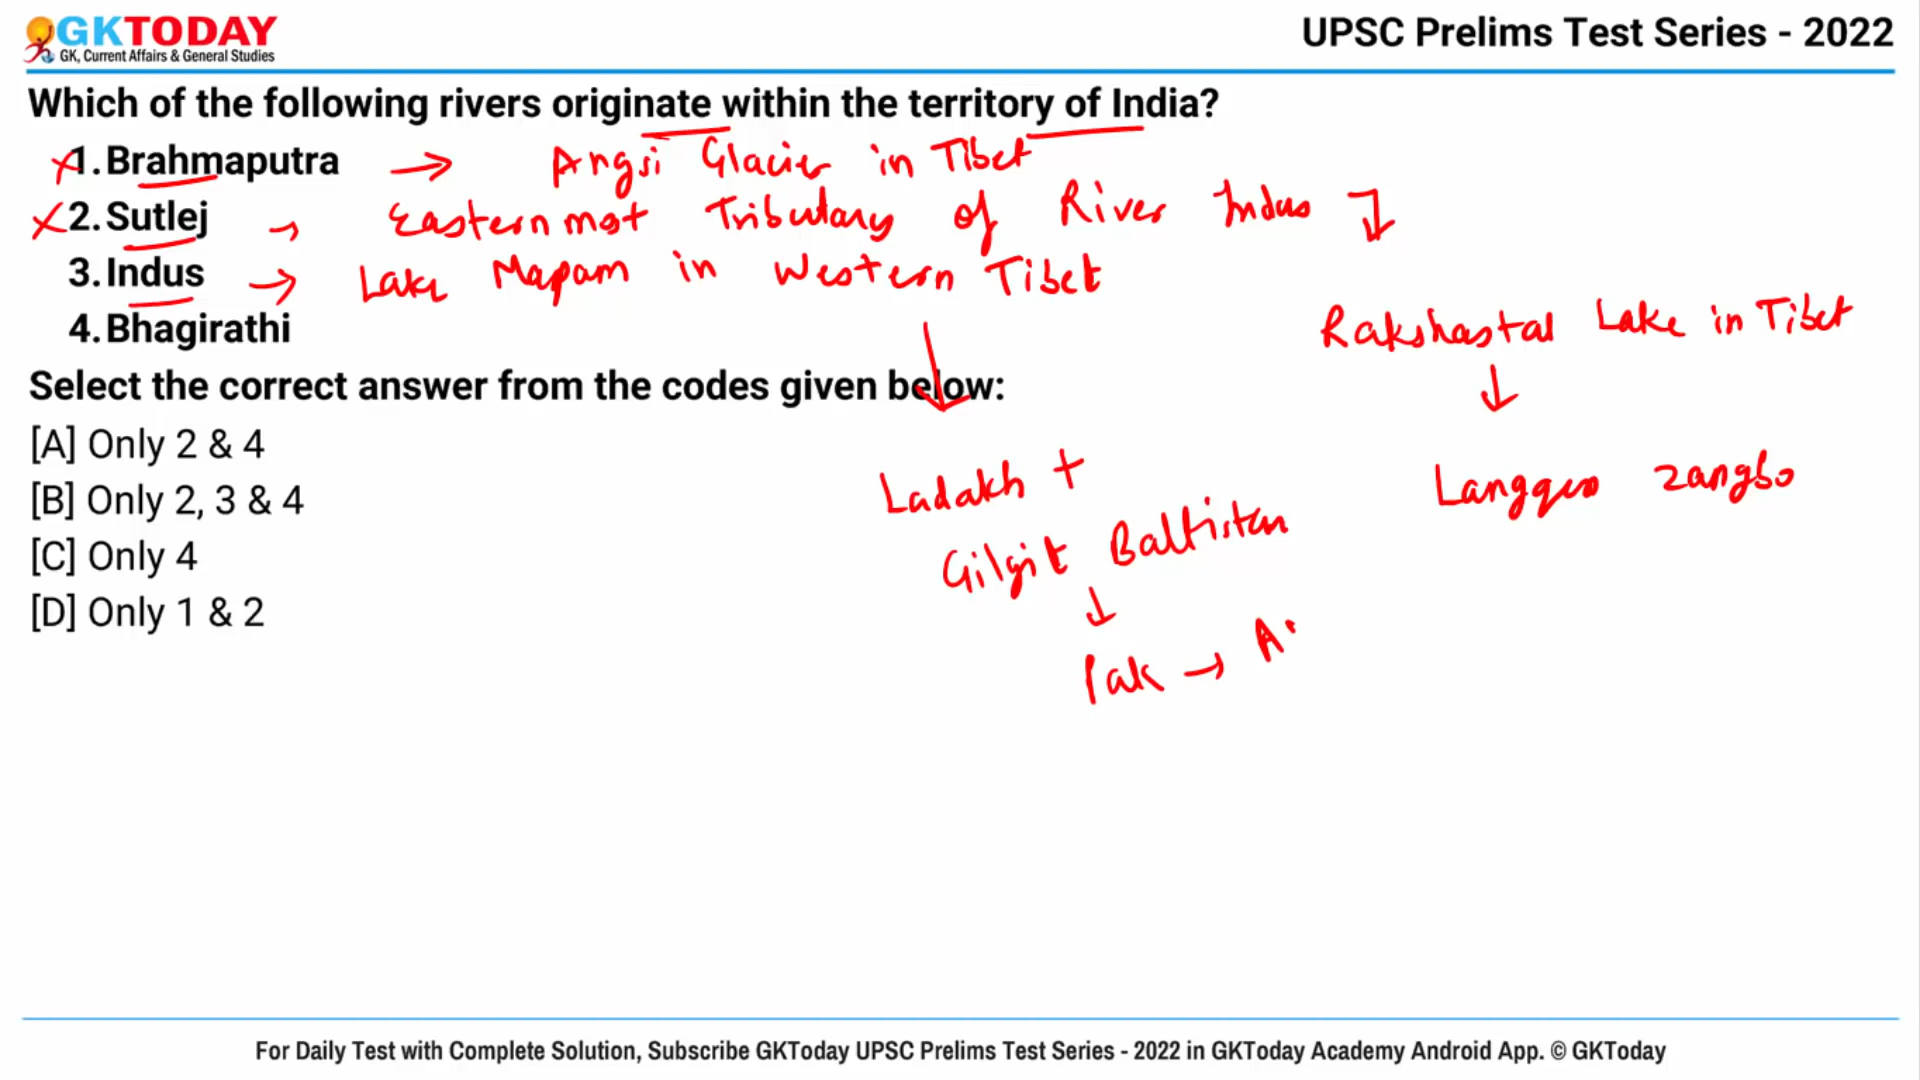 GKTODAY
GK, Current Affairs & General Studies
UPSC Prelims Test Series - 2022
Which of the following rivers originate within the territory of India?
1. Brahmaputra → Angsi Glacier in Tibet
2. Sutlej → Easternmost Tributary of River Indus
3. Indus → Lake Mapam in Western Tibet
Rakshastal Lake in Tibet
4. Bhagirathi
Select the correct answer from the codes given below:
[A] Only 2 & 4
Ladakh +
Langqen Zangbo
[B] Only 2, 3 & 4
Gilgit Baltistan
[C] Only 4
[D] Only 1 & 2
Pak → A
For Daily Test with Complete Solution, Subscribe GKToday UPSC Prelims Test Series - 2022 in GKToday Academy Android App. © GKToday